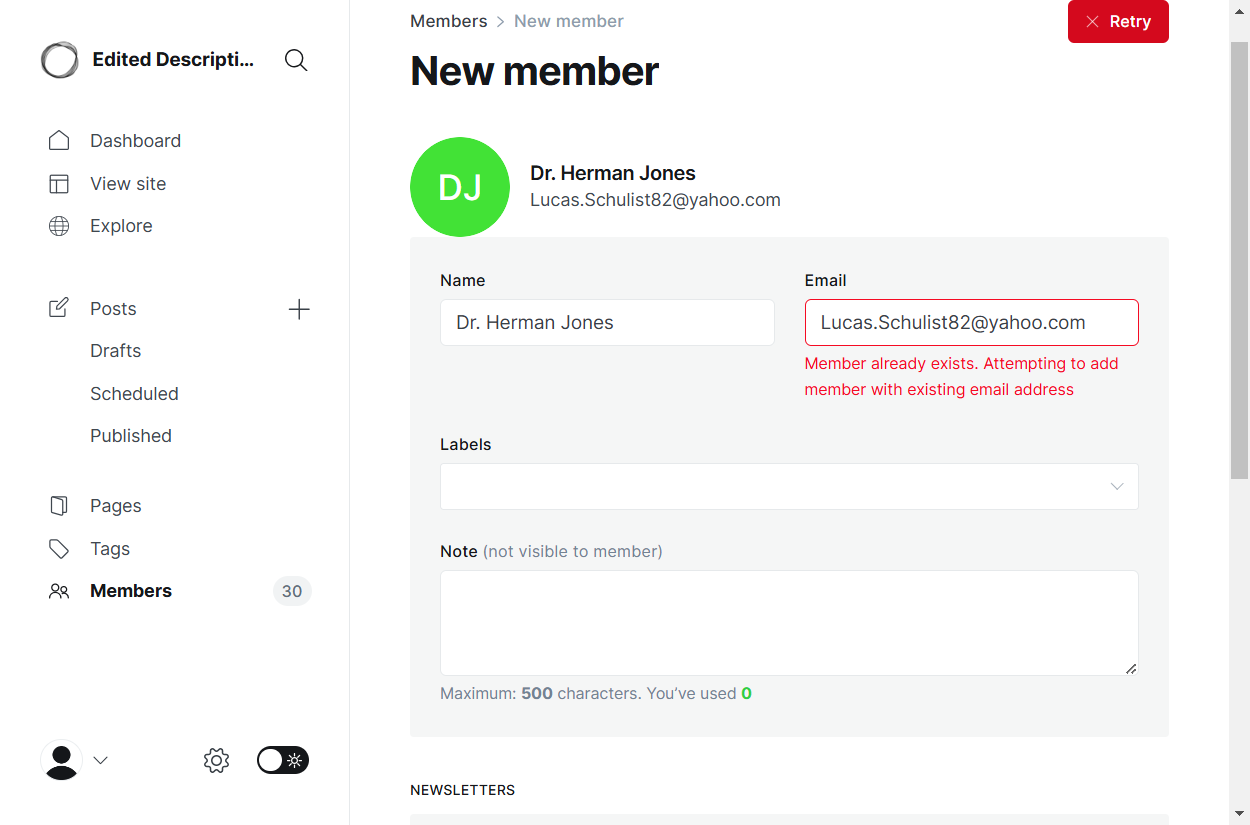 Edited Descripti...
Dashboard
View site
Explore
Posts
Drafts
Scheduled
Published
Pages
Tags
Members 30
Members > New member
Retry
New member
DJ
Dr. Herman Jones
Lucas.Schulist82@yahoo.com
Name
Dr. Herman Jones
Email
Lucas.Schulist82@yahoo.com
Member already exists. Attempting to add
member with existing email address
Labels
Note (not visible to member)
Maximum: 500 characters. You’ve used 0
NEWSLETTERS